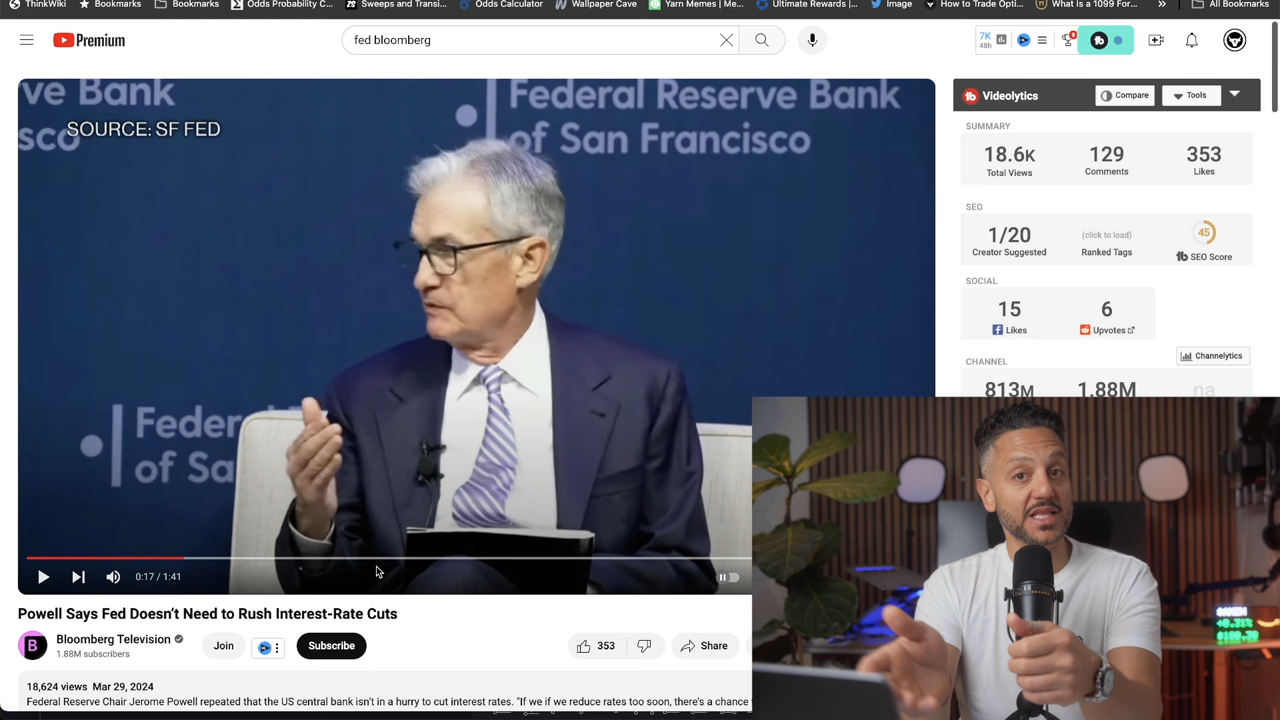 ThinkWiki
Bookmarks
Bookmarks
Odds Probability C...
Sweeps and Transi...
Odds Calculator
Wallpaper Cave
Yarn Memes – Me...
Ultimate Rewards |...
Image
How to Trade Opti...
What Is a 1099 For...
All Bookmarks
Premium
fed bloomberg
7K
48h
ve Bank
sco
SOURCE: SF FED
Federal Reserve Bank
of San Francisco
Feder
of Sa
0:17 / 1:41
Powell Says Fed Doesn't Need to Rush Interest-Rate Cuts
B
Bloomberg Television
1.88M subscribers
Join
Subscribe
353
Share
18,624 views Mar 29, 2024
Federal Reserve Chair Jerome Powell repeated that the US central bank isn't in a hurry to cut interest rates. "If we if we reduce rates too soon, there's a chance
Videolytics
Compare
Tools
SUMMARY
18.6K
129
353
Total Views
Comments
Likes
SEO
1/20
(click to load)
45
Creator Suggested
Ranked Tags
SEO Score
SOCIAL
15
6
Likes
Upvotes
CHANNEL
Channelytics
813M
1.88M
na
+0.31%